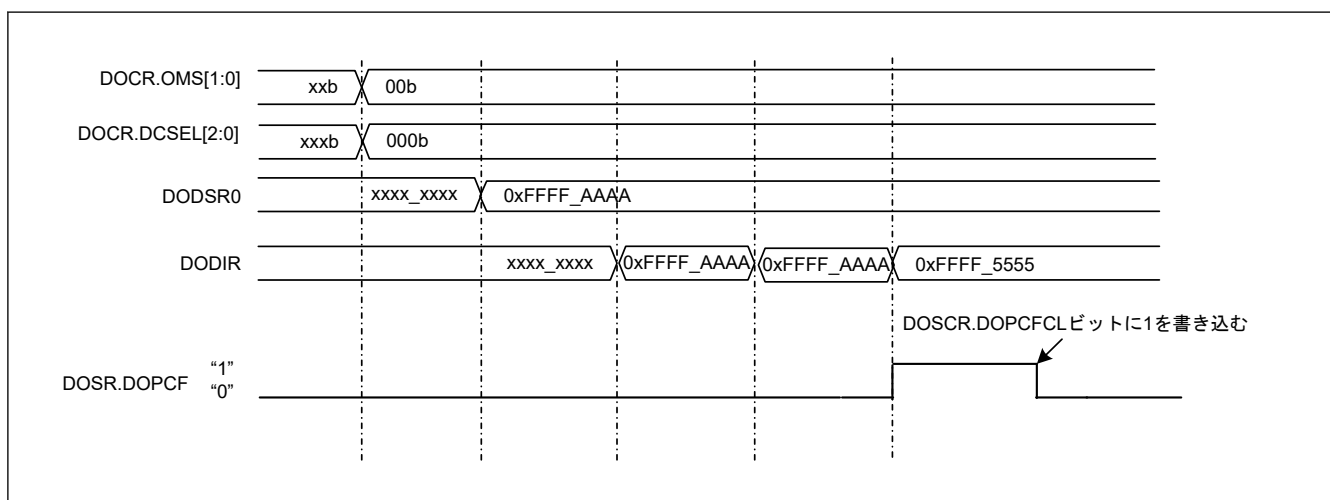 DOCR.OMS[1:0] xxb 00b
DOCR.DCSEL[2:0] xxxb 000b
DODSR0 xxxx_xxxx 0xFFFF_AAAA
DODIR xxxx_xxxx 0xFFFF_AAAA 0xFFFF_AAAA 0xFFFF_5555
DOSCR.DOPCFCLビットに1を書き込む
DOSR.DOPCF “1”
“0”